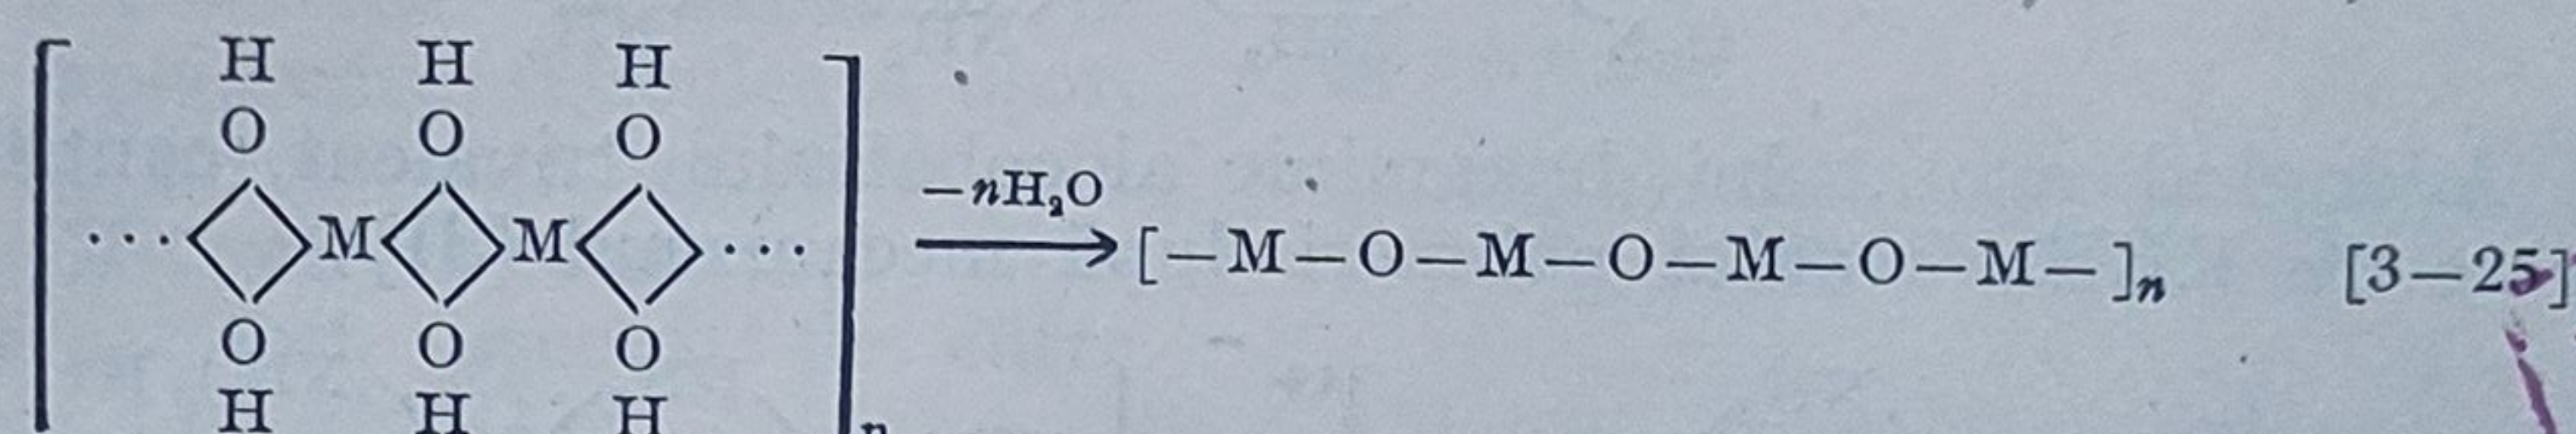 H H H
O O O
...M M...
O O O
H H H
n
−nH₂O
[−M−O−M−O−M−O−M−]n
[3−25]